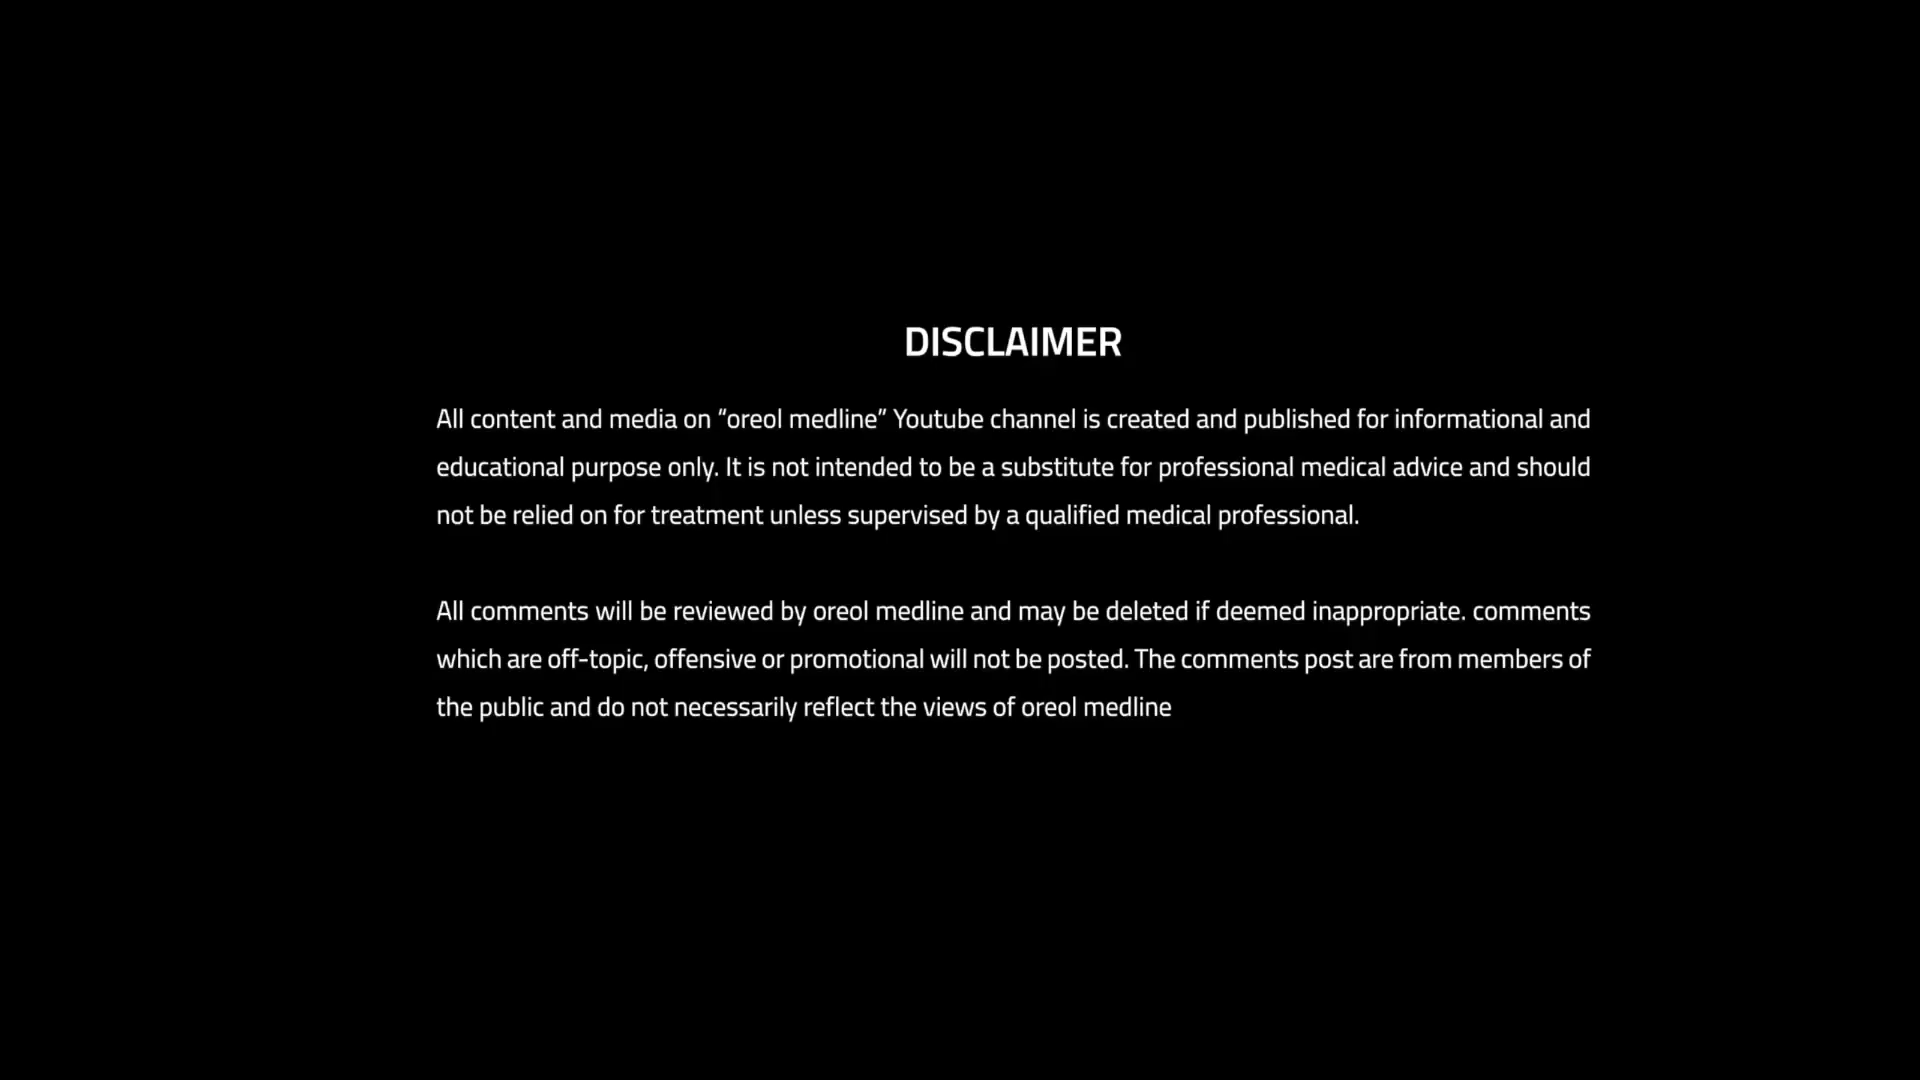 DISCLAIMER
All content and media on “oreol medline” Youtube channel is created and published for informational and
educational purpose only. It is not intended to be a substitute for professional medical advice and should
not be relied on for treatment unless supervised by a qualified medical professional.
All comments will be reviewed by oreol medline and may be deleted if deemed inappropriate. comments
which are off-topic, offensive or promotional will not be posted. The comments post are from members of
the public and do not necessarily reflect the views of oreol medline